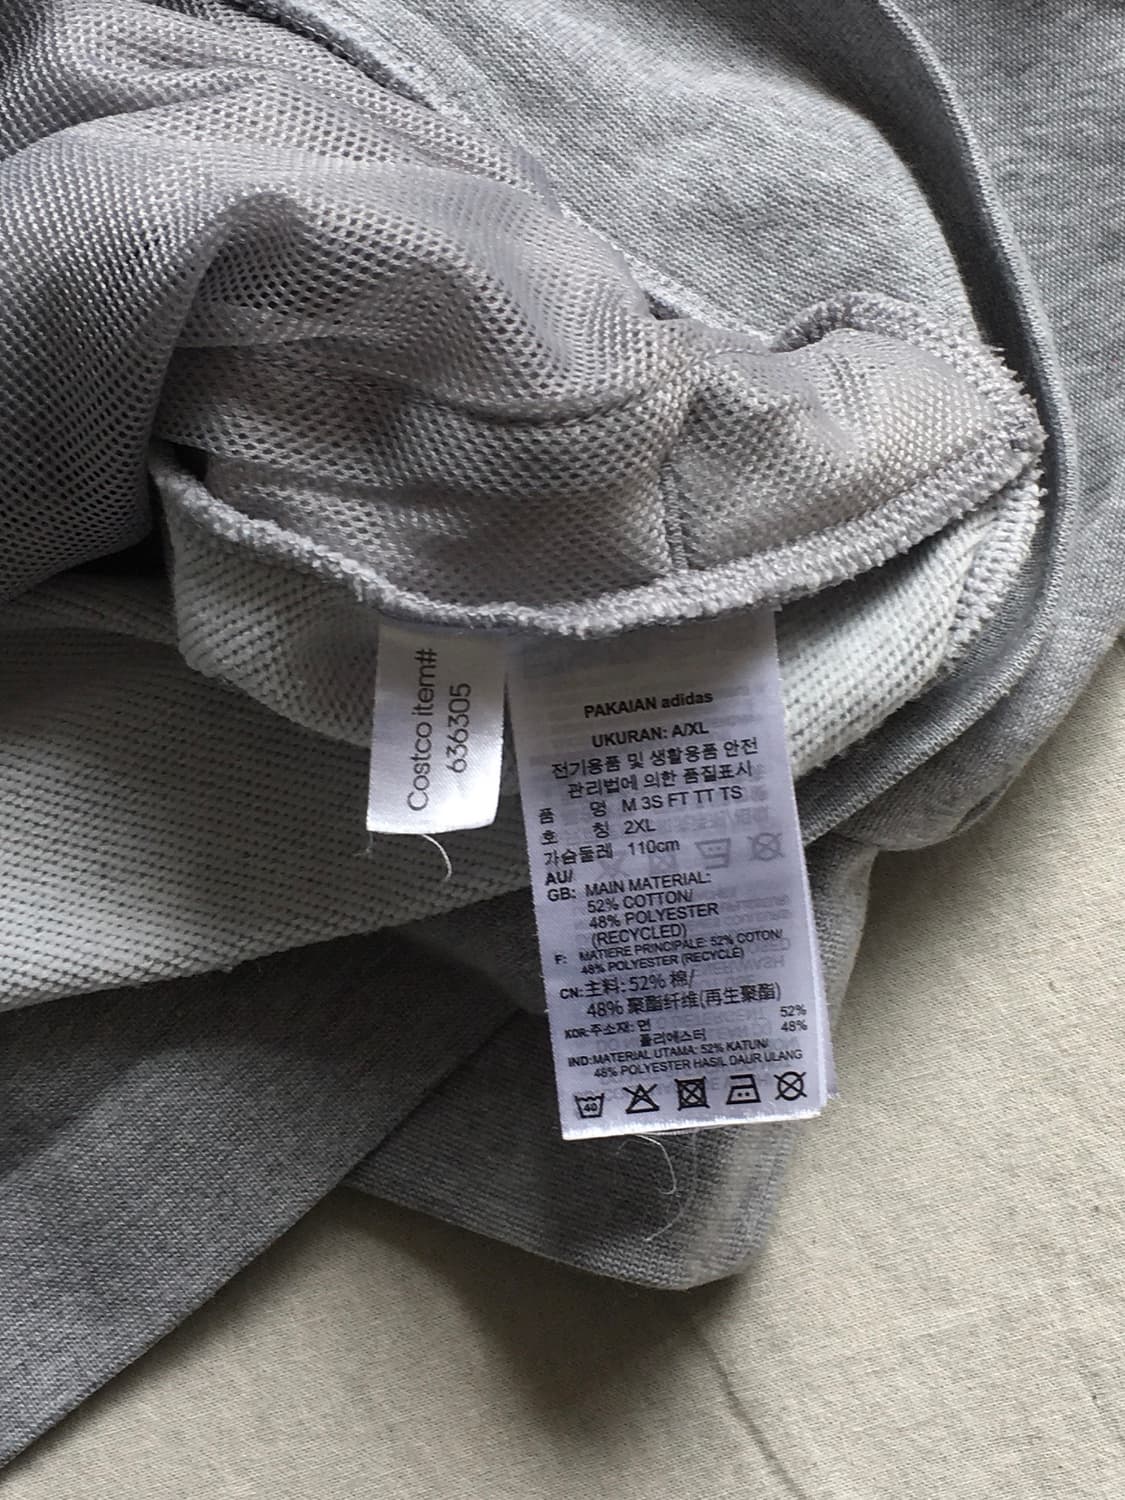 Costco item#
636305
PAKAIAN adidas
UKURAN: A/XL
전기용품 및 생활용품 안전
관리법에 의한 품질표시
품 명 M 3S FT TT TS
호 칭 2XL
가슴둘레 110cm
AU/
GB: MAIN MATERIAL:
52% COTTON/
48% POLYESTER
(RECYCLED)
F: MATIERE PRINCIPALE: 52% COTON/
48% POLYESTER (RECYCLE)
CN: 主料: 52% 棉/
48% 聚酯纤维(再生聚酯)
KOR: 주소재: 면 52%
폴리에스터 48%
IND: MATERIAL UTAMA: 52% KATUN/
48% POLYESTER HASIL DAUR ULANG
40